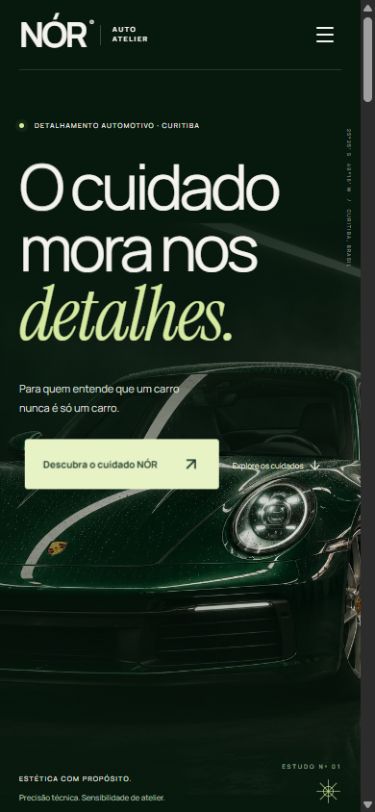 NÓR°
AUTO
ATELIER
DETALHAMENTO AUTOMOTIVO · CURITIBA
O cuidado
mora nos
detalhes.
Para quem entende que um carro
nunca é só um carro.
Descubra o cuidado NÓR
Explore os cuidados
ESTUDO Nº 01
ESTÉTICA COM PROPÓSITO.
Precisão técnica. Sensibilidade de atelier.
CURITIBA, BRASIL